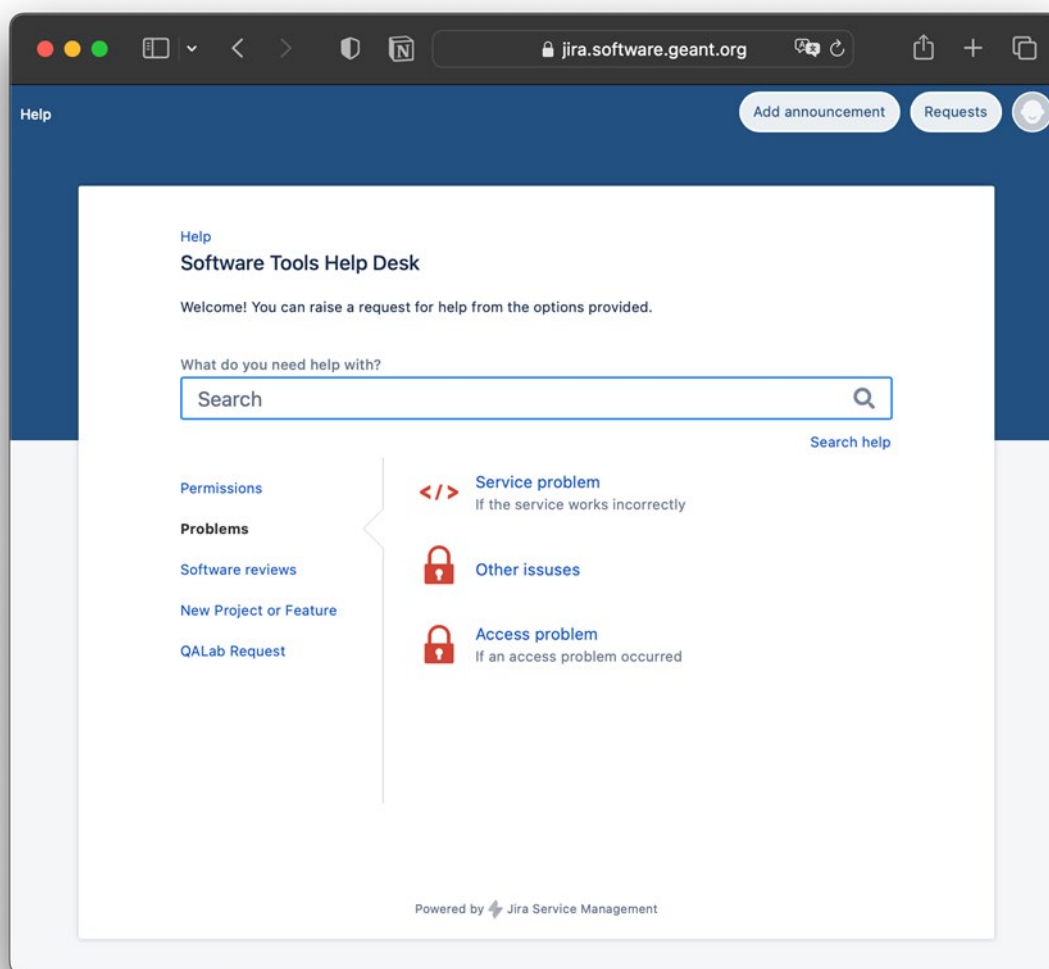 jira.software.geant.org
Help
Add announcement
Requests
Help
Software Tools Help Desk
Welcome! You can raise a request for help from the options provided.
What do you need help with?
Search
Search help
Permissions
Problems
Software reviews
New Project or Feature
QALab Request
</> Service problem
If the service works incorrectly
Other issuses
Access problem
If an access problem occurred
Powered by Jira Service Management